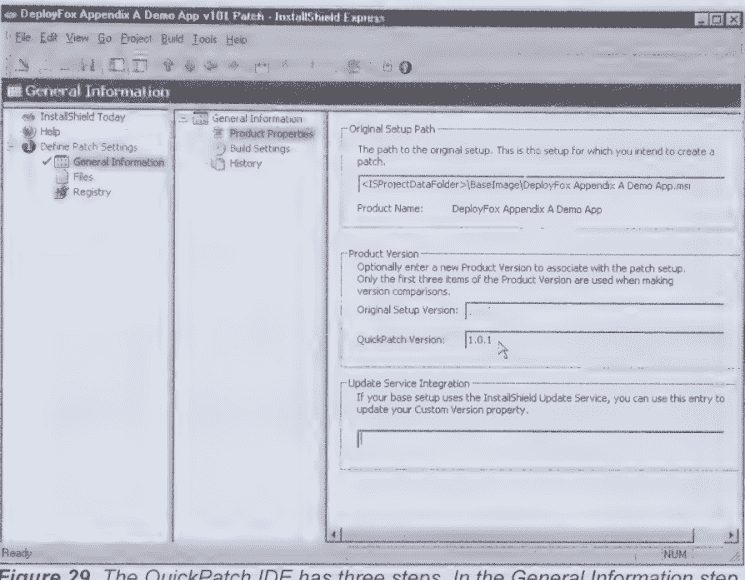 DeployFox Appendix A Demo App v101 Patch - InstallShield Express
File Edit View Go Project Build Tools Help
General Information
InstallShield Today
Help
Define Patch Settings
General Information
Files
Registry
General Information
Product Properties
Build Settings
History
Original Setup Path
The path to the original setup. This is the setup for which you intend to create a
patch.
<ISProjectDataFolder>\BaseImage\DeployFox Appendix A Demo App.msi
Product Name: DeployFox Appendix A Demo App
Product Version
Optionally enter a new Product Version to associate with the patch setup.
Only the first three items of the Product Version are used when making
version comparisons.
Original Setup Version:
QuickPatch Version: 1.0.1
Update Service Integration
If your base setup uses the InstallShield Update Service, you can use this entry to
update your Custom Version property.
Ready
NUM
Figure 29. The QuickPatch IDE has three steps. In the General Information step